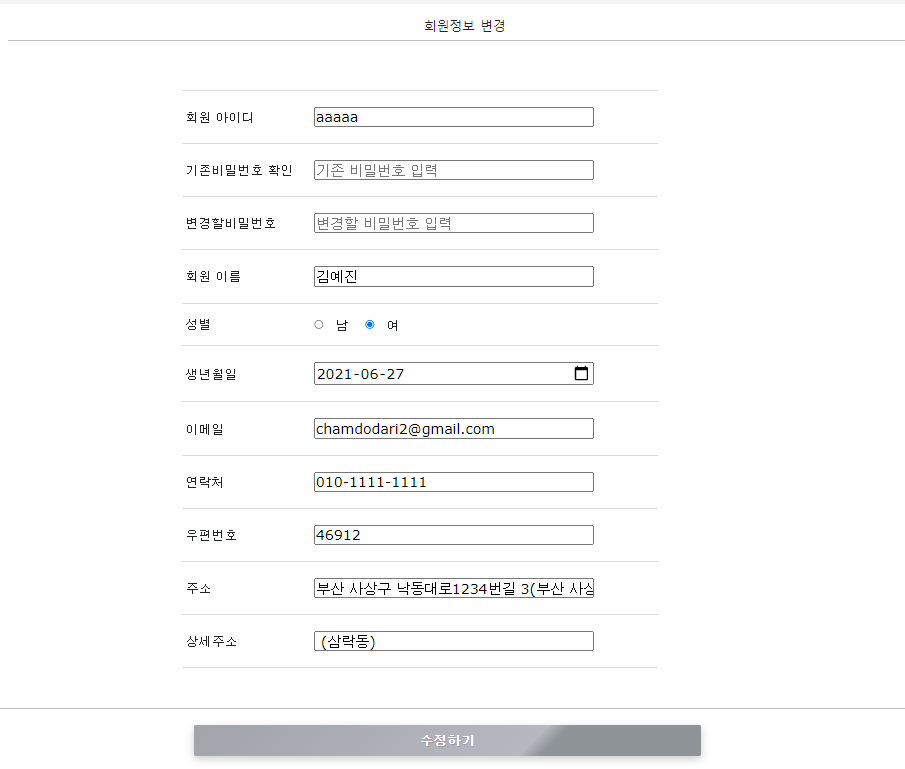 회원정보 변경
회원 아이디 aaaaa
기존비밀번호 확인 기존 비밀번호 입력
변경할비밀번호 변경할 비밀번호 입력
회원 이름 김예진
성별 남 여
생년월일 2021-06-27
이메일 chamdodari2@gmail.com
연락처 010-1111-1111
우편번호 46912
주소 부산 사상구 낙동대로1234번길 3(부산 사상
상세주소 (삼락동)
수정하기